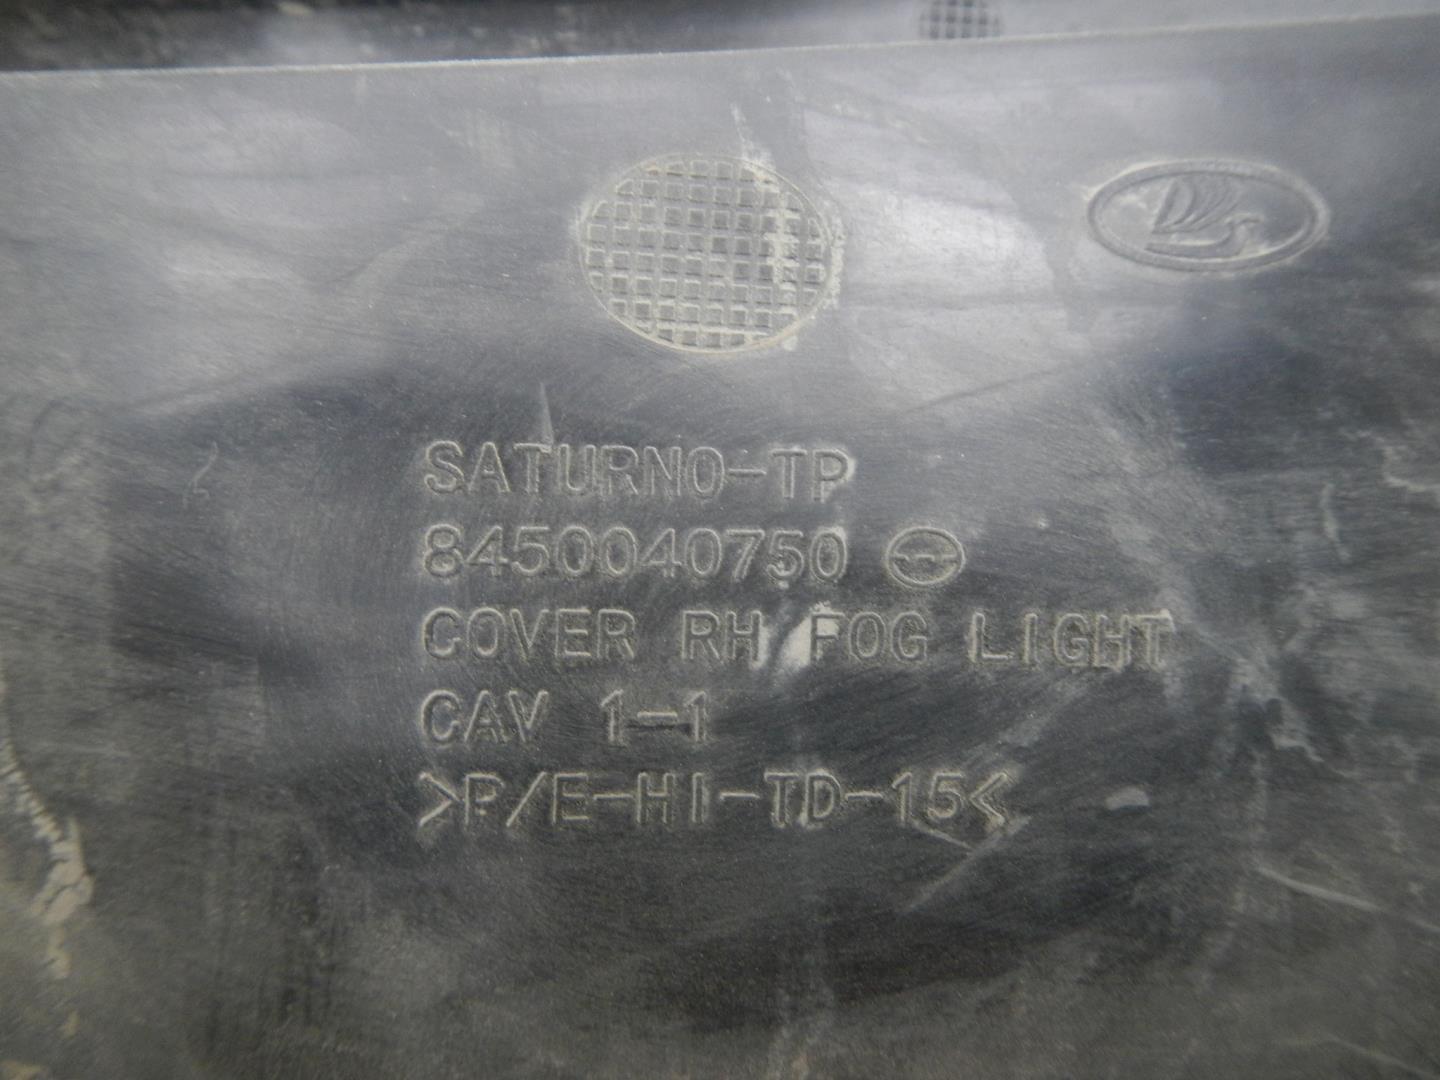 SATURNO-TP
8450040750
COVER RH FOG LIGHT
CAV 1-1
>P/E-HI-TD-15<